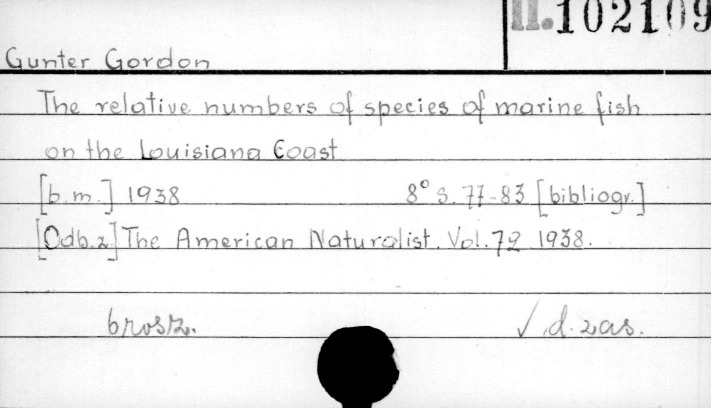 II.102109
Gunter Gordon
The relative numbers of species of marine fish
on the Louisiana Coast
[b.m.] 1938 8° s. 77-83 [bibliogr.]
[Odb.z.] The American Naturalist. Vol. 72 1938.
brosz. √ d. zas.